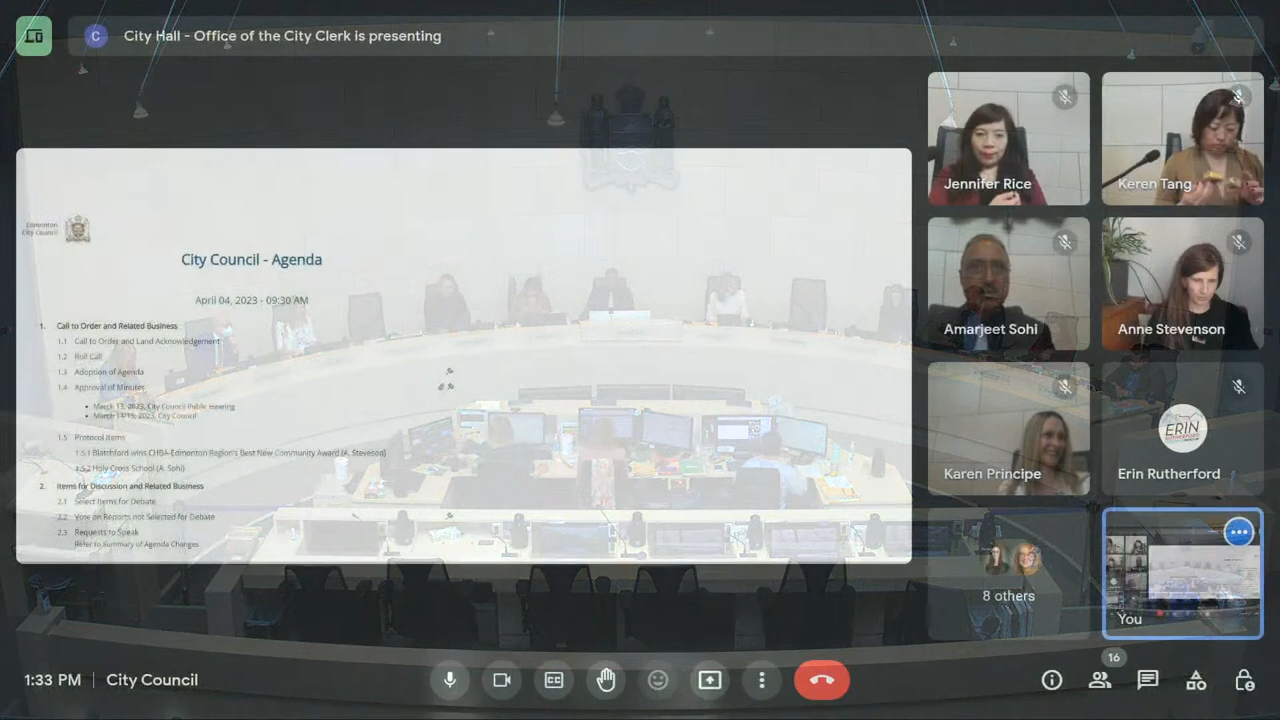 City Hall - Office of the City Clerk is presenting
C
Edmonton
City Council
City Council - Agenda
April 04, 2023 - 09:30 AM
1. Call to Order and Related Business
1.1 Call to Order and Land Acknowledgement
1.2 Roll Call
1.3 Adoption of Agenda
1.4 Approval of Minutes
• March 13, 2023, City Council Public Hearing
• March 14/15, 2023, City Council
1.5 Protocol Items
1.5.1 Blatchford wins CHBA-Edmonton Region's Best New Community Award (A. Stevenson)
1.5.2 Holy Cross School (A. Sohi)
2. Items for Discussion and Related Business
2.1 Select Items for Debate
2.2 Vote on Reports not Selected for Debate
2.3 Requests to Speak
Refer to Summary of Agenda Changes
Jennifer Rice
Keren Tang
Amarjeet Sohi
Anne Stevenson
Karen Principe
ERIN
Erin Rutherford
8 others
You
1:33 PM | City Council
CC
16